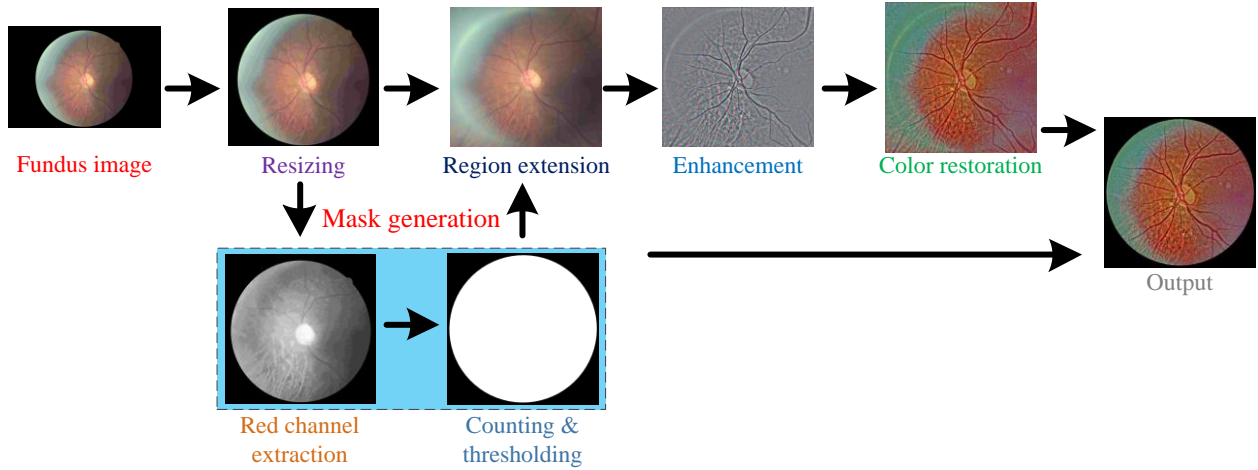 Fundus image
Resizing
Region extension
Enhancement
Color restoration
Mask generation
Output
Red channel
extraction
Counting &
thresholding